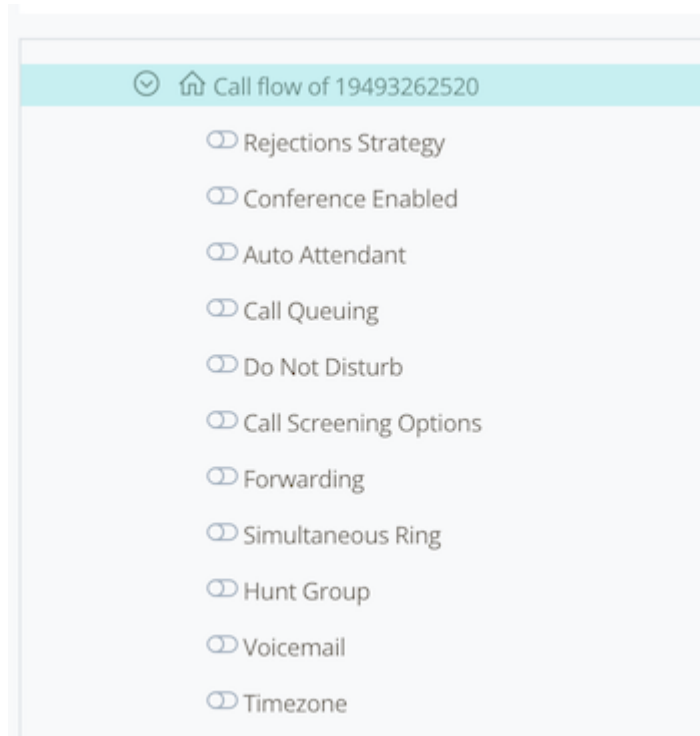 Call flow of 19493262520
Rejections Strategy
Conference Enabled
Auto Attendant
Call Queuing
Do Not Disturb
Call Screening Options
Forwarding
Simultaneous Ring
Hunt Group
Voicemail
Timezone